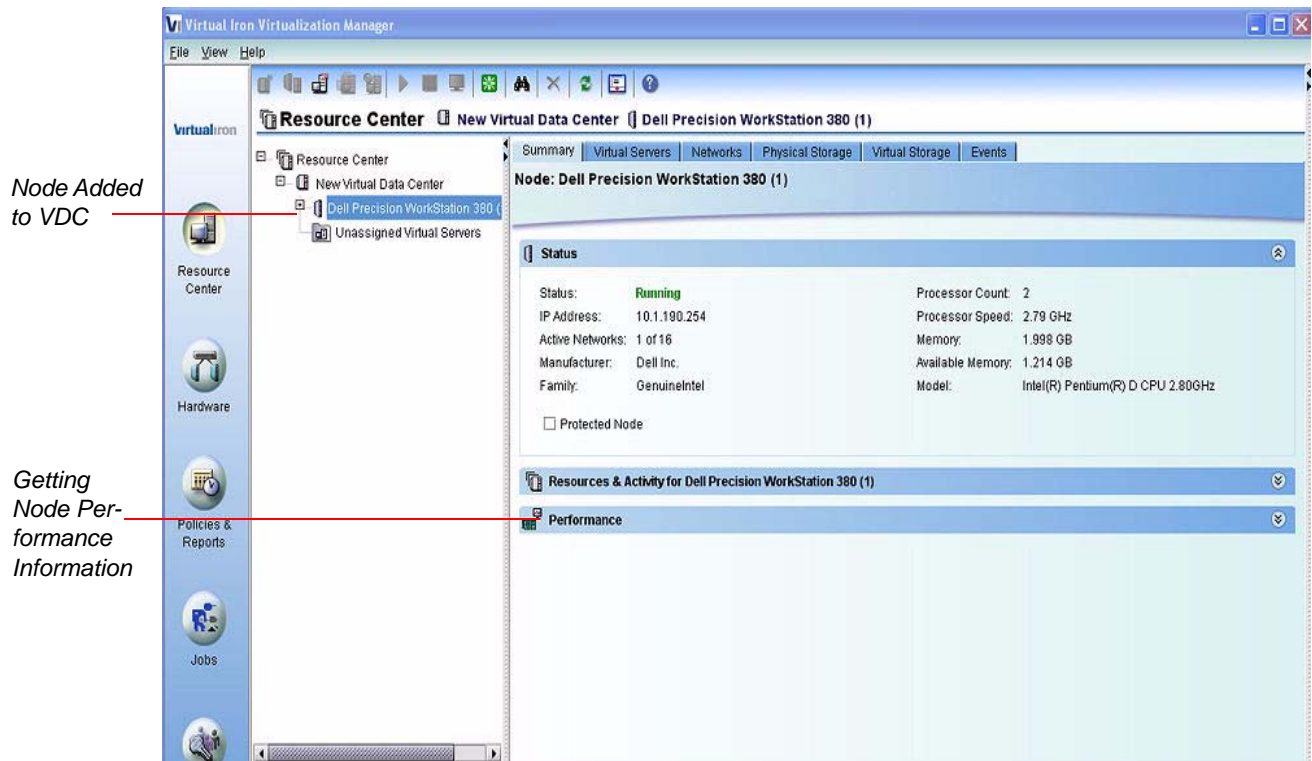 Virtual Iron Virtualization Manager
File View Help
Virtualiron
Resource Center New Virtual Data Center Dell Precision WorkStation 380 (1)
Node Added
to VDC
Resource
Center
Hardware
Getting
Node Per-
formance
Information
Policies &
Reports
Jobs
Resource Center
New Virtual Data Center
Dell Precision WorkStation 380 (
Unassigned Virtual Servers
Summary Virtual Servers Networks Physical Storage Virtual Storage Events
Node: Dell Precision WorkStation 380 (1)
Status
Status: Running Processor Count: 2
IP Address: 10.1.190.254 Processor Speed: 2.79 GHz
Active Networks: 1 of 16 Memory: 1.998 GB
Manufacturer: Dell Inc. Available Memory: 1.214 GB
Family: GenuineIntel Model: Intel(R) Pentium(R) D CPU 2.80GHz
Protected Node
Resources & Activity for Dell Precision WorkStation 380 (1)
Performance